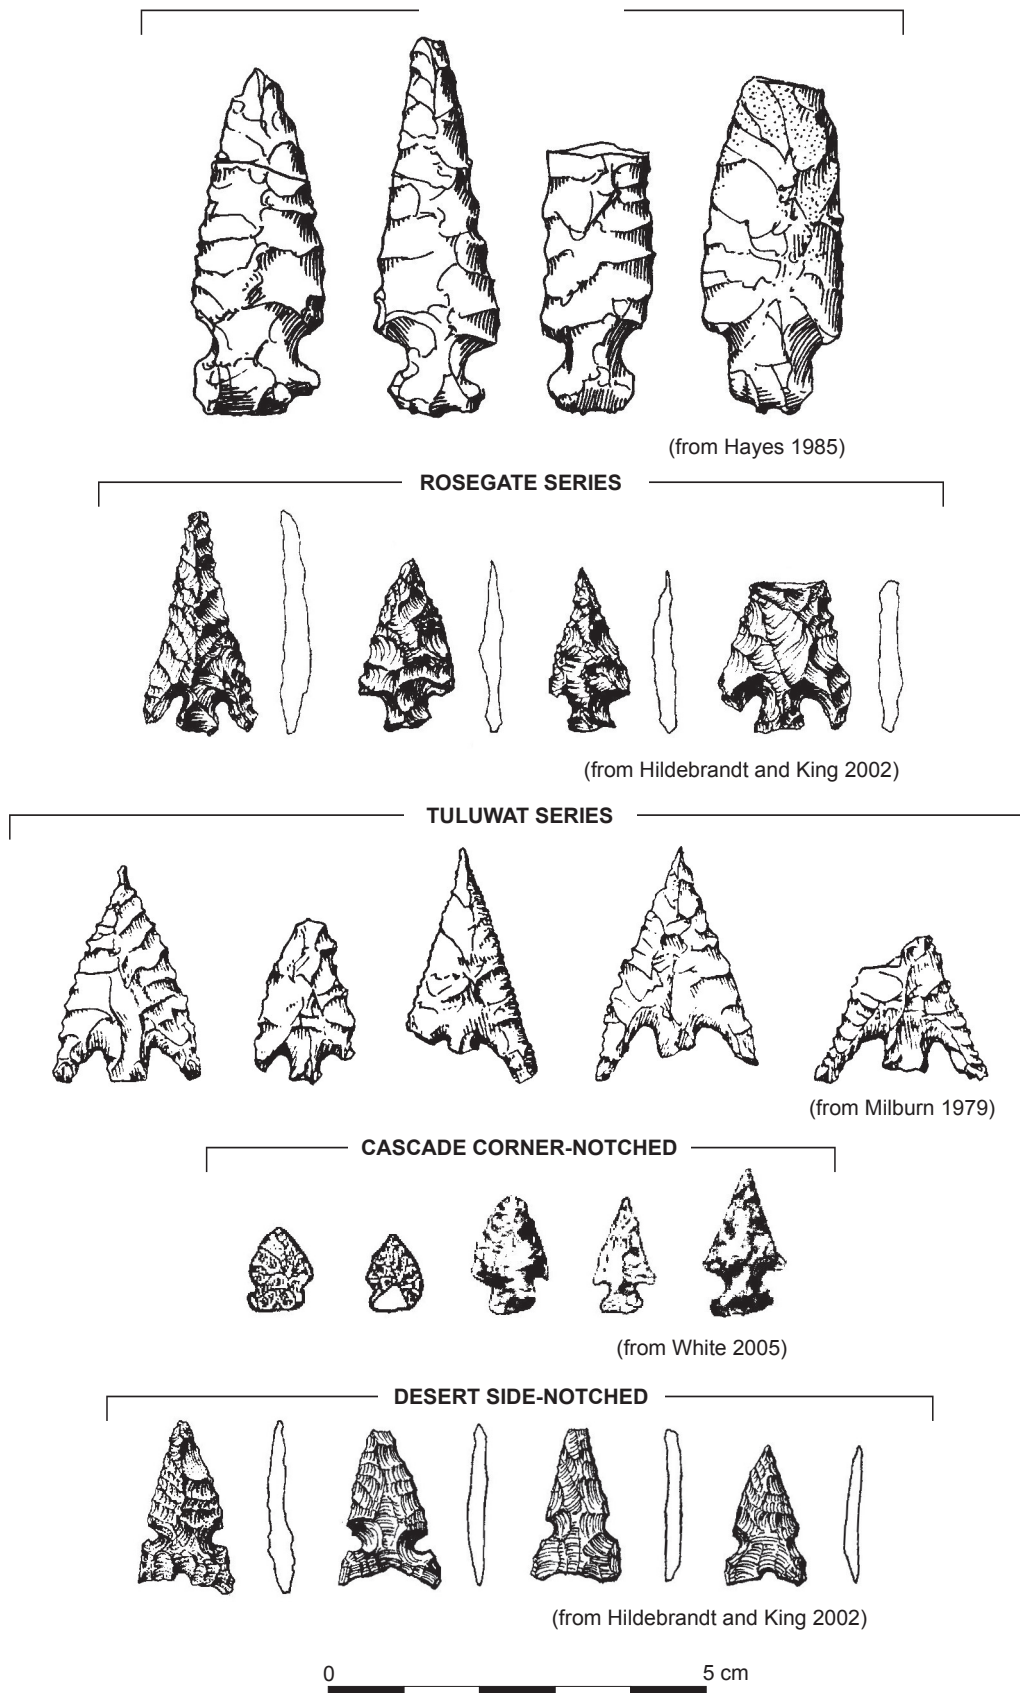 (from Hayes 1985)
ROSEGATE SERIES
(from Hildebrandt and King 2002)
TULUWAT SERIES
(from Milburn 1979)
CASCADE CORNER-NOTCHED
(from White 2005)
DESERT SIDE-NOTCHED
(from Hildebrandt and King 2002)
0 5 cm